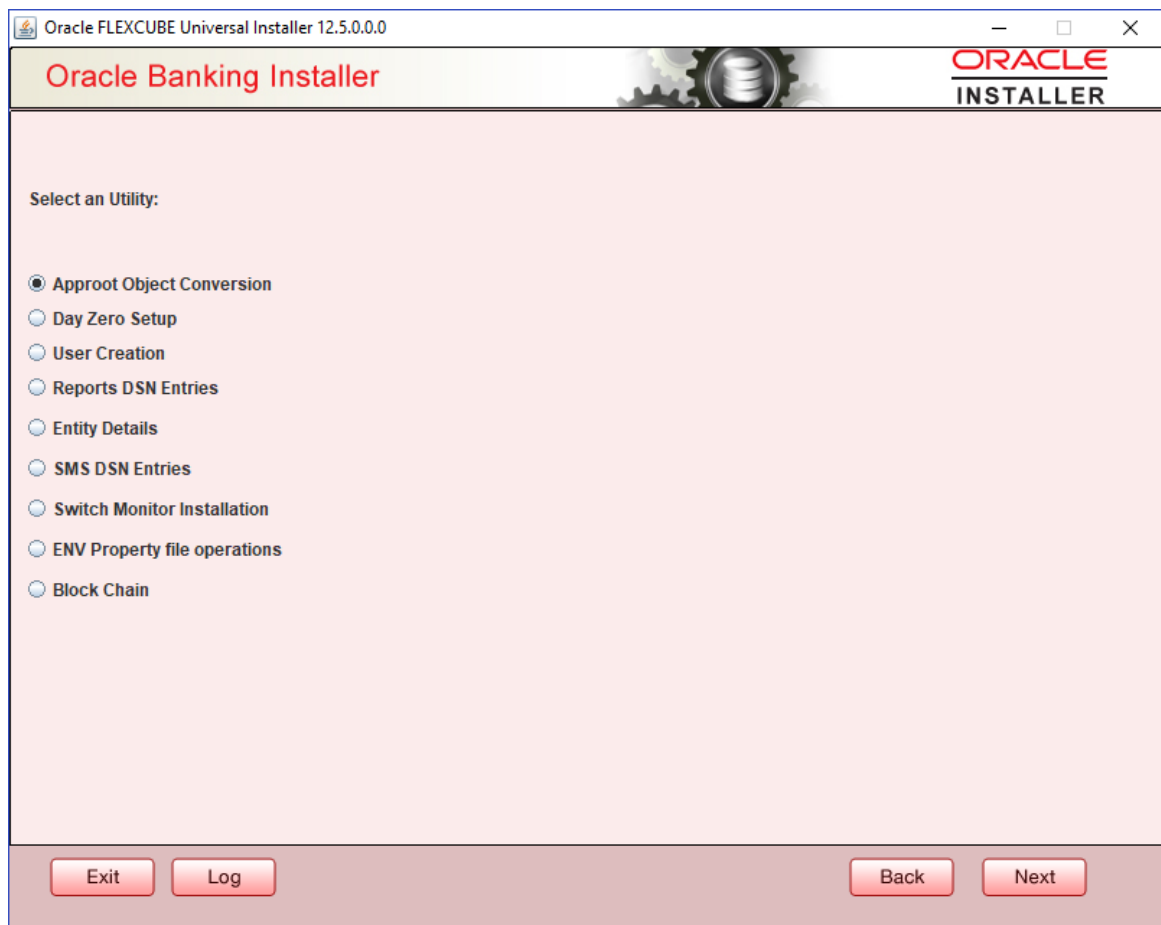 Oracle FLEXCUBE Universal Installer 12.5.0.0.0
Oracle Banking Installer
ORACLE
INSTALLER
Select an Utility:
Approot Object Conversion
Day Zero Setup
User Creation
Reports DSN Entries
Entity Details
SMS DSN Entries
Switch Monitor Installation
ENV Property file operations
Block Chain
Exit
Log
Back
Next